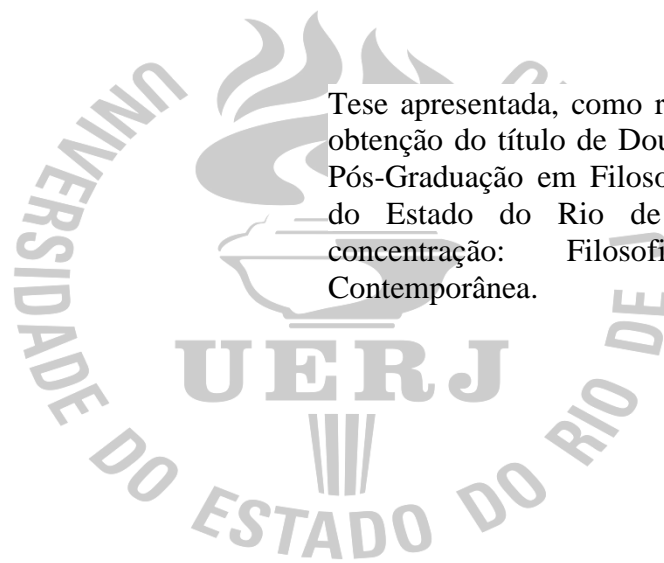 Tese apresentada, como r
obtenção do título de Dou
Pós-Graduação em Filoso
do Estado do Rio de
concentração: Filosofi
Contemporânea.
UNIVERSIDADE DO ESTADO DO RIO DE J
UERJ